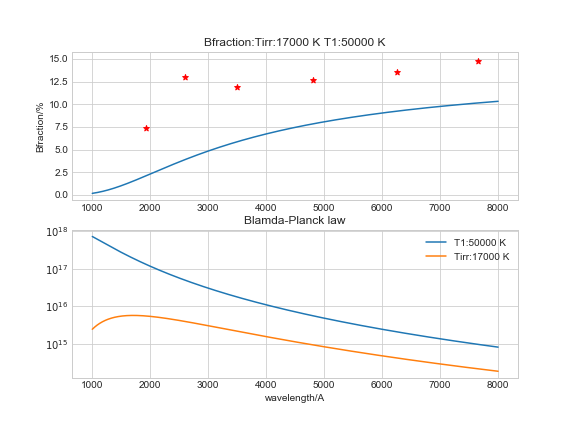 Bfraction:Tirr:17000 K T1:50000 K
15.0
12.5
10.0
7.5
5.0
2.5
0.0
Bfraction/%
1000 2000 3000 4000 5000 6000 7000 8000
Blamda-Planck law
10^18
10^17
10^16
10^15
T1:50000 K
Tirr:17000 K
1000 2000 3000 4000 5000 6000 7000 8000
wavelength/A